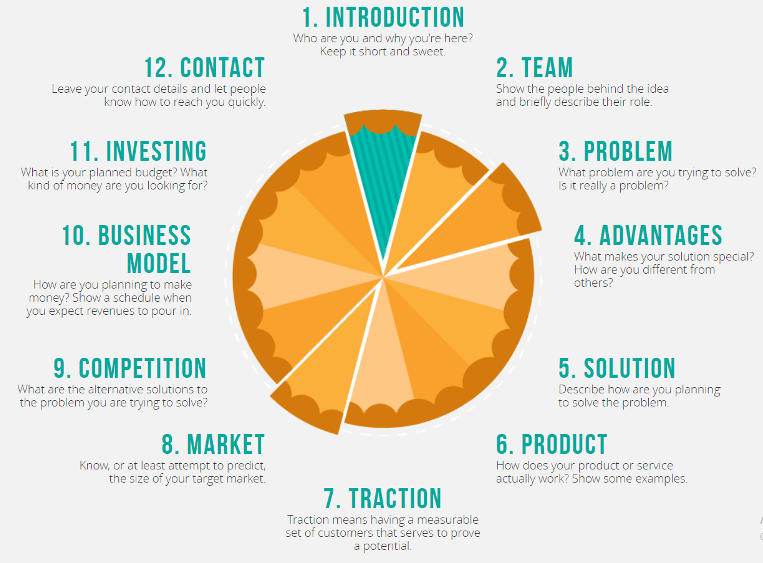 1. INTRODUCTION
Who are you and why you're here?
Keep it short and sweet.
2. TEAM
Show the people behind the idea
and briefly describe their role.
3. PROBLEM
What problem are you trying to solve?
Is it really a problem?
4. ADVANTAGES
What makes your solution special?
How are you different from
others?
5. SOLUTION
Describe how are you planning
to solve the problem.
6. PRODUCT
How does your product or service
actually work? Show some examples.
7. TRACTION
Traction means having a measurable
set of customers that serves to prove
a potential.
8. MARKET
Know, or at least attempt to predict,
the size of your target market.
9. COMPETITION
What are the alternative solutions to
the problem you are trying to solve?
10. BUSINESS
MODEL
How are you planning to make
money? Show a schedule when
you expect revenues to pour in.
11. INVESTING
What is your planned budget? What
kind of money are you looking for?
12. CONTACT
Leave your contact details and let people
know how to reach you quickly.